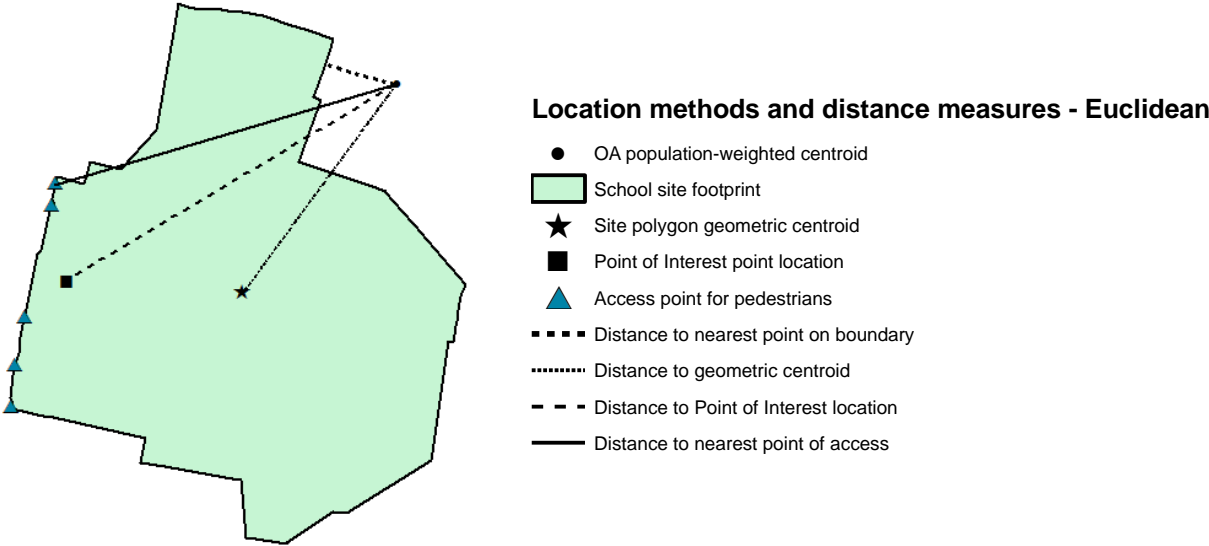 Location methods and distance measures - Euclidean
OA population-weighted centroid
School site footprint
Site polygon geometric centroid
Point of Interest point location
Access point for pedestrians
Distance to nearest point on boundary
Distance to geometric centroid
Distance to Point of Interest location
Distance to nearest point of access